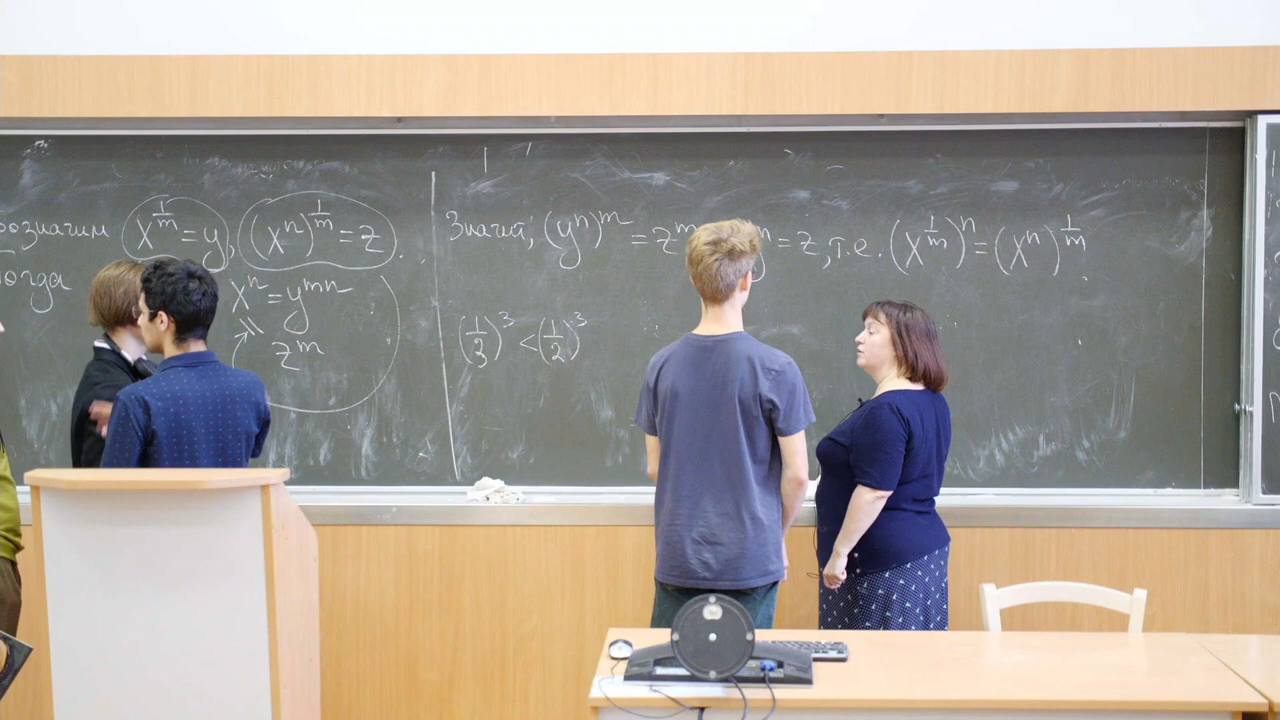 обозначим x^{1/m} = y, (x^n)^{1/m} = z.
тогда x^n = y^{mn}
z^m
Значит, (y^n)^m = z^m = z, т.е. (x^{1/m})^n = (x^n)^{1/m}.
(1/3)^3 < (1/2)^3